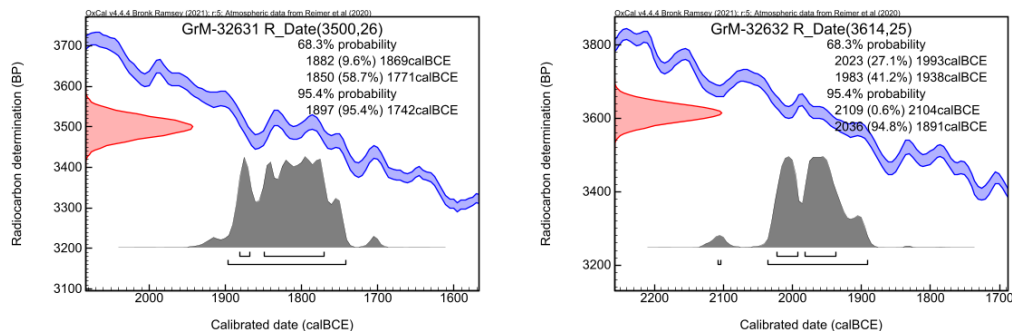 OxCal v4.4.4 Bronk Ramsey (2021); r:5; Atmospheric data from Reimer et al (2020)
GrM-32631 R_Date(3500,26)
68.3% probability
1882 (9.6%) 1869calBCE
1850 (58.7%) 1771calBCE
95.4% probability
1897 (95.4%) 1742calBCE
Radiocarbon determination (BP)
3700
3600
3500
3400
3300
3200
3100
2000
1900
1800
1700
1600
Calibrated date (calBCE)
OxCal v4.4.4 Bronk Ramsey (2021); r:5; Atmospheric data from Reimer et al (2020)
GrM-32632 R_Date(3614,25)
68.3% probability
2023 (27.1%) 1993calBCE
1983 (41.2%) 1938calBCE
95.4% probability
2109 (0.6%) 2104calBCE
2036 (94.8%) 1891calBCE
Radiocarbon determination (BP)
3800
3600
3400
3200
2200
2100
2000
1900
1800
1700
Calibrated date (calBCE)